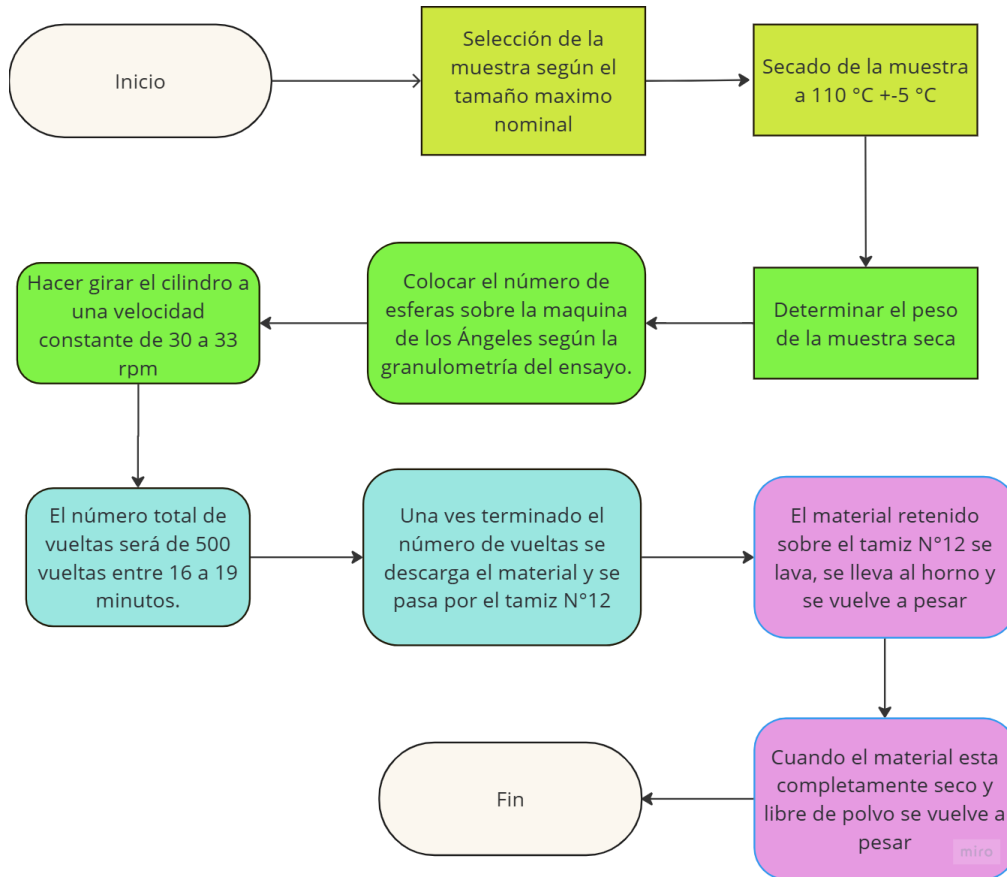 Inicio
Selección de la
muestra según el
tamaño maximo
nominal
Secado de la muestra
a 110 °C +-5 °C
Determinar el peso
de la muestra seca
Colocar el número de
esferas sobre la maquina
de los Ángeles según la
granulometría del ensayo.
Hacer girar el cilindro a
una velocidad
constante de 30 a 33
rpm
El número total de
vueltas será de 500
vueltas entre 16 a 19
minutos.
Una ves terminado el
número de vueltas se
descarga el material y se
pasa por el tamiz N°12
El material retenido
sobre el tamiz N°12 se
lava, se lleva al horno y
se vuelve a pesar
Cuando el material esta
completamente seco y
libre de polvo se vuelve a
pesar
Fin
miro